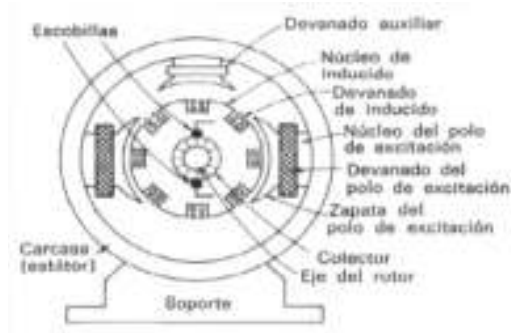 Escobillas
Devanado auxiliar
Núcleo de
inducido
Devanado
de inducido
Núcleo del polo
de excitación
Devanado del
polo de excitación
Zapata del
polo de excitación
Colector
Eje del rotor
Carcasa
(estátor)
Soporte